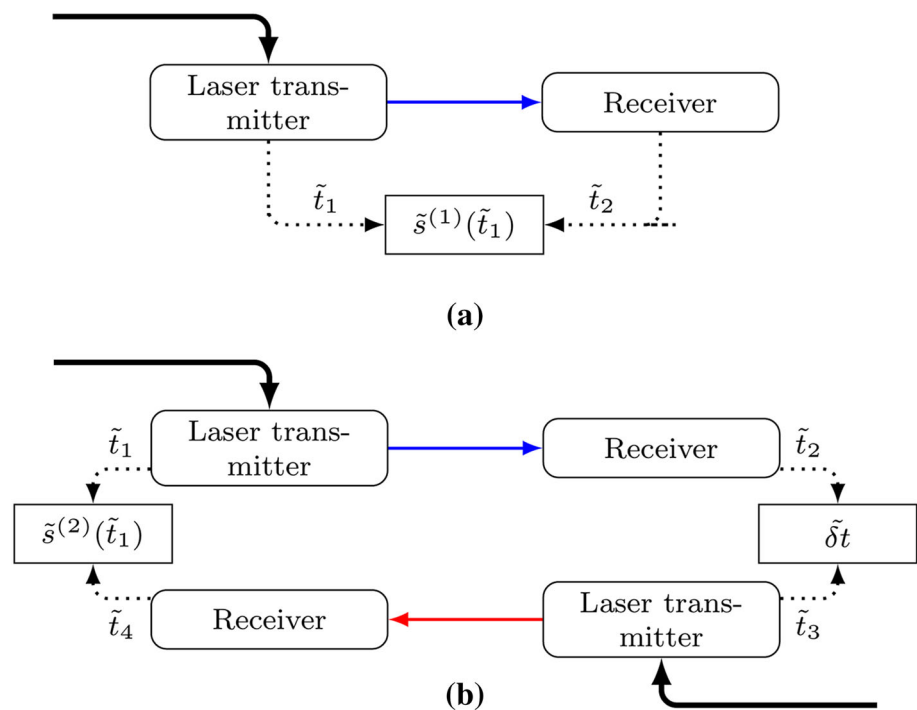 Laser trans-
mitter
Receiver
t̃₁
t̃₂
s̃⁽¹⁾(t̃₁)
(a)
Laser trans-
mitter
Receiver
t̃₁
t̃₂
s̃⁽²⁾(t̃₁)
δ̃t
Receiver
Laser trans-
mitter
t̃₄
t̃₃
(b)